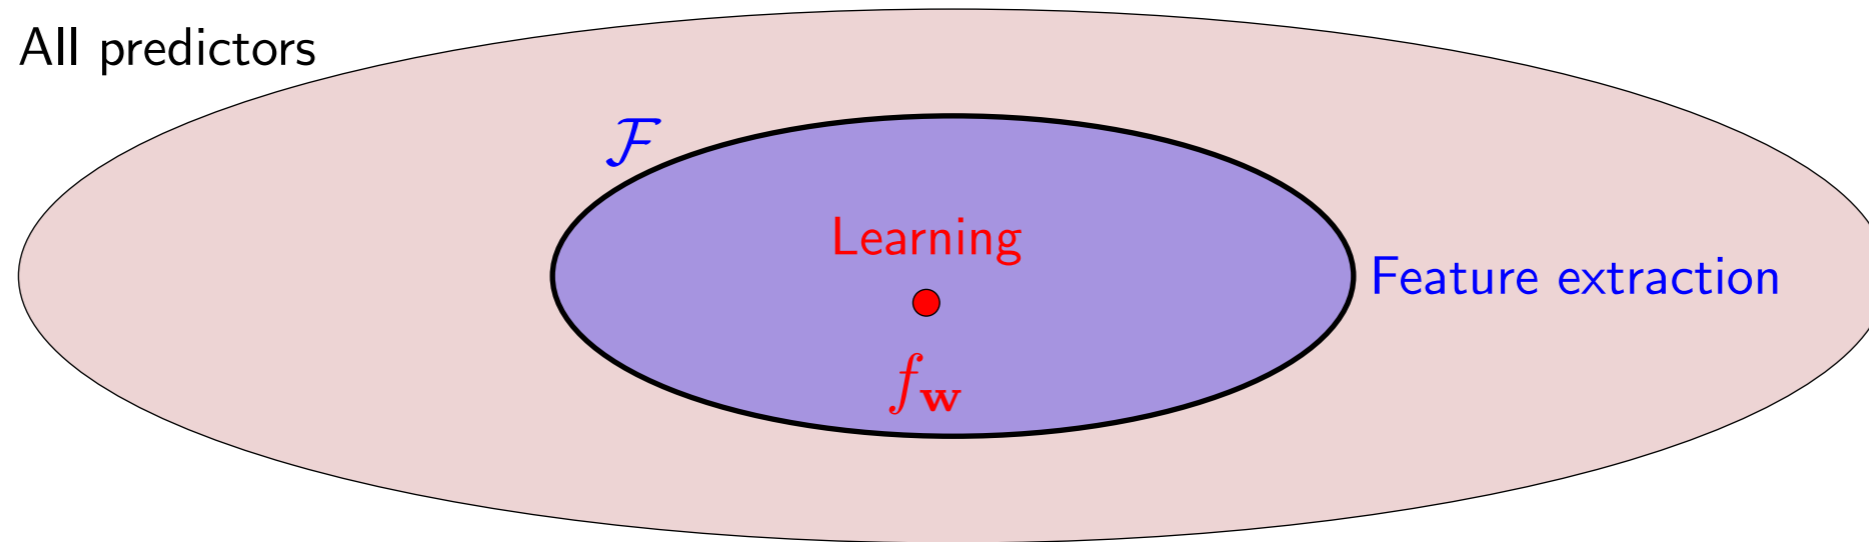 All predictors
ℱ
Learning
Feature extraction
f_w